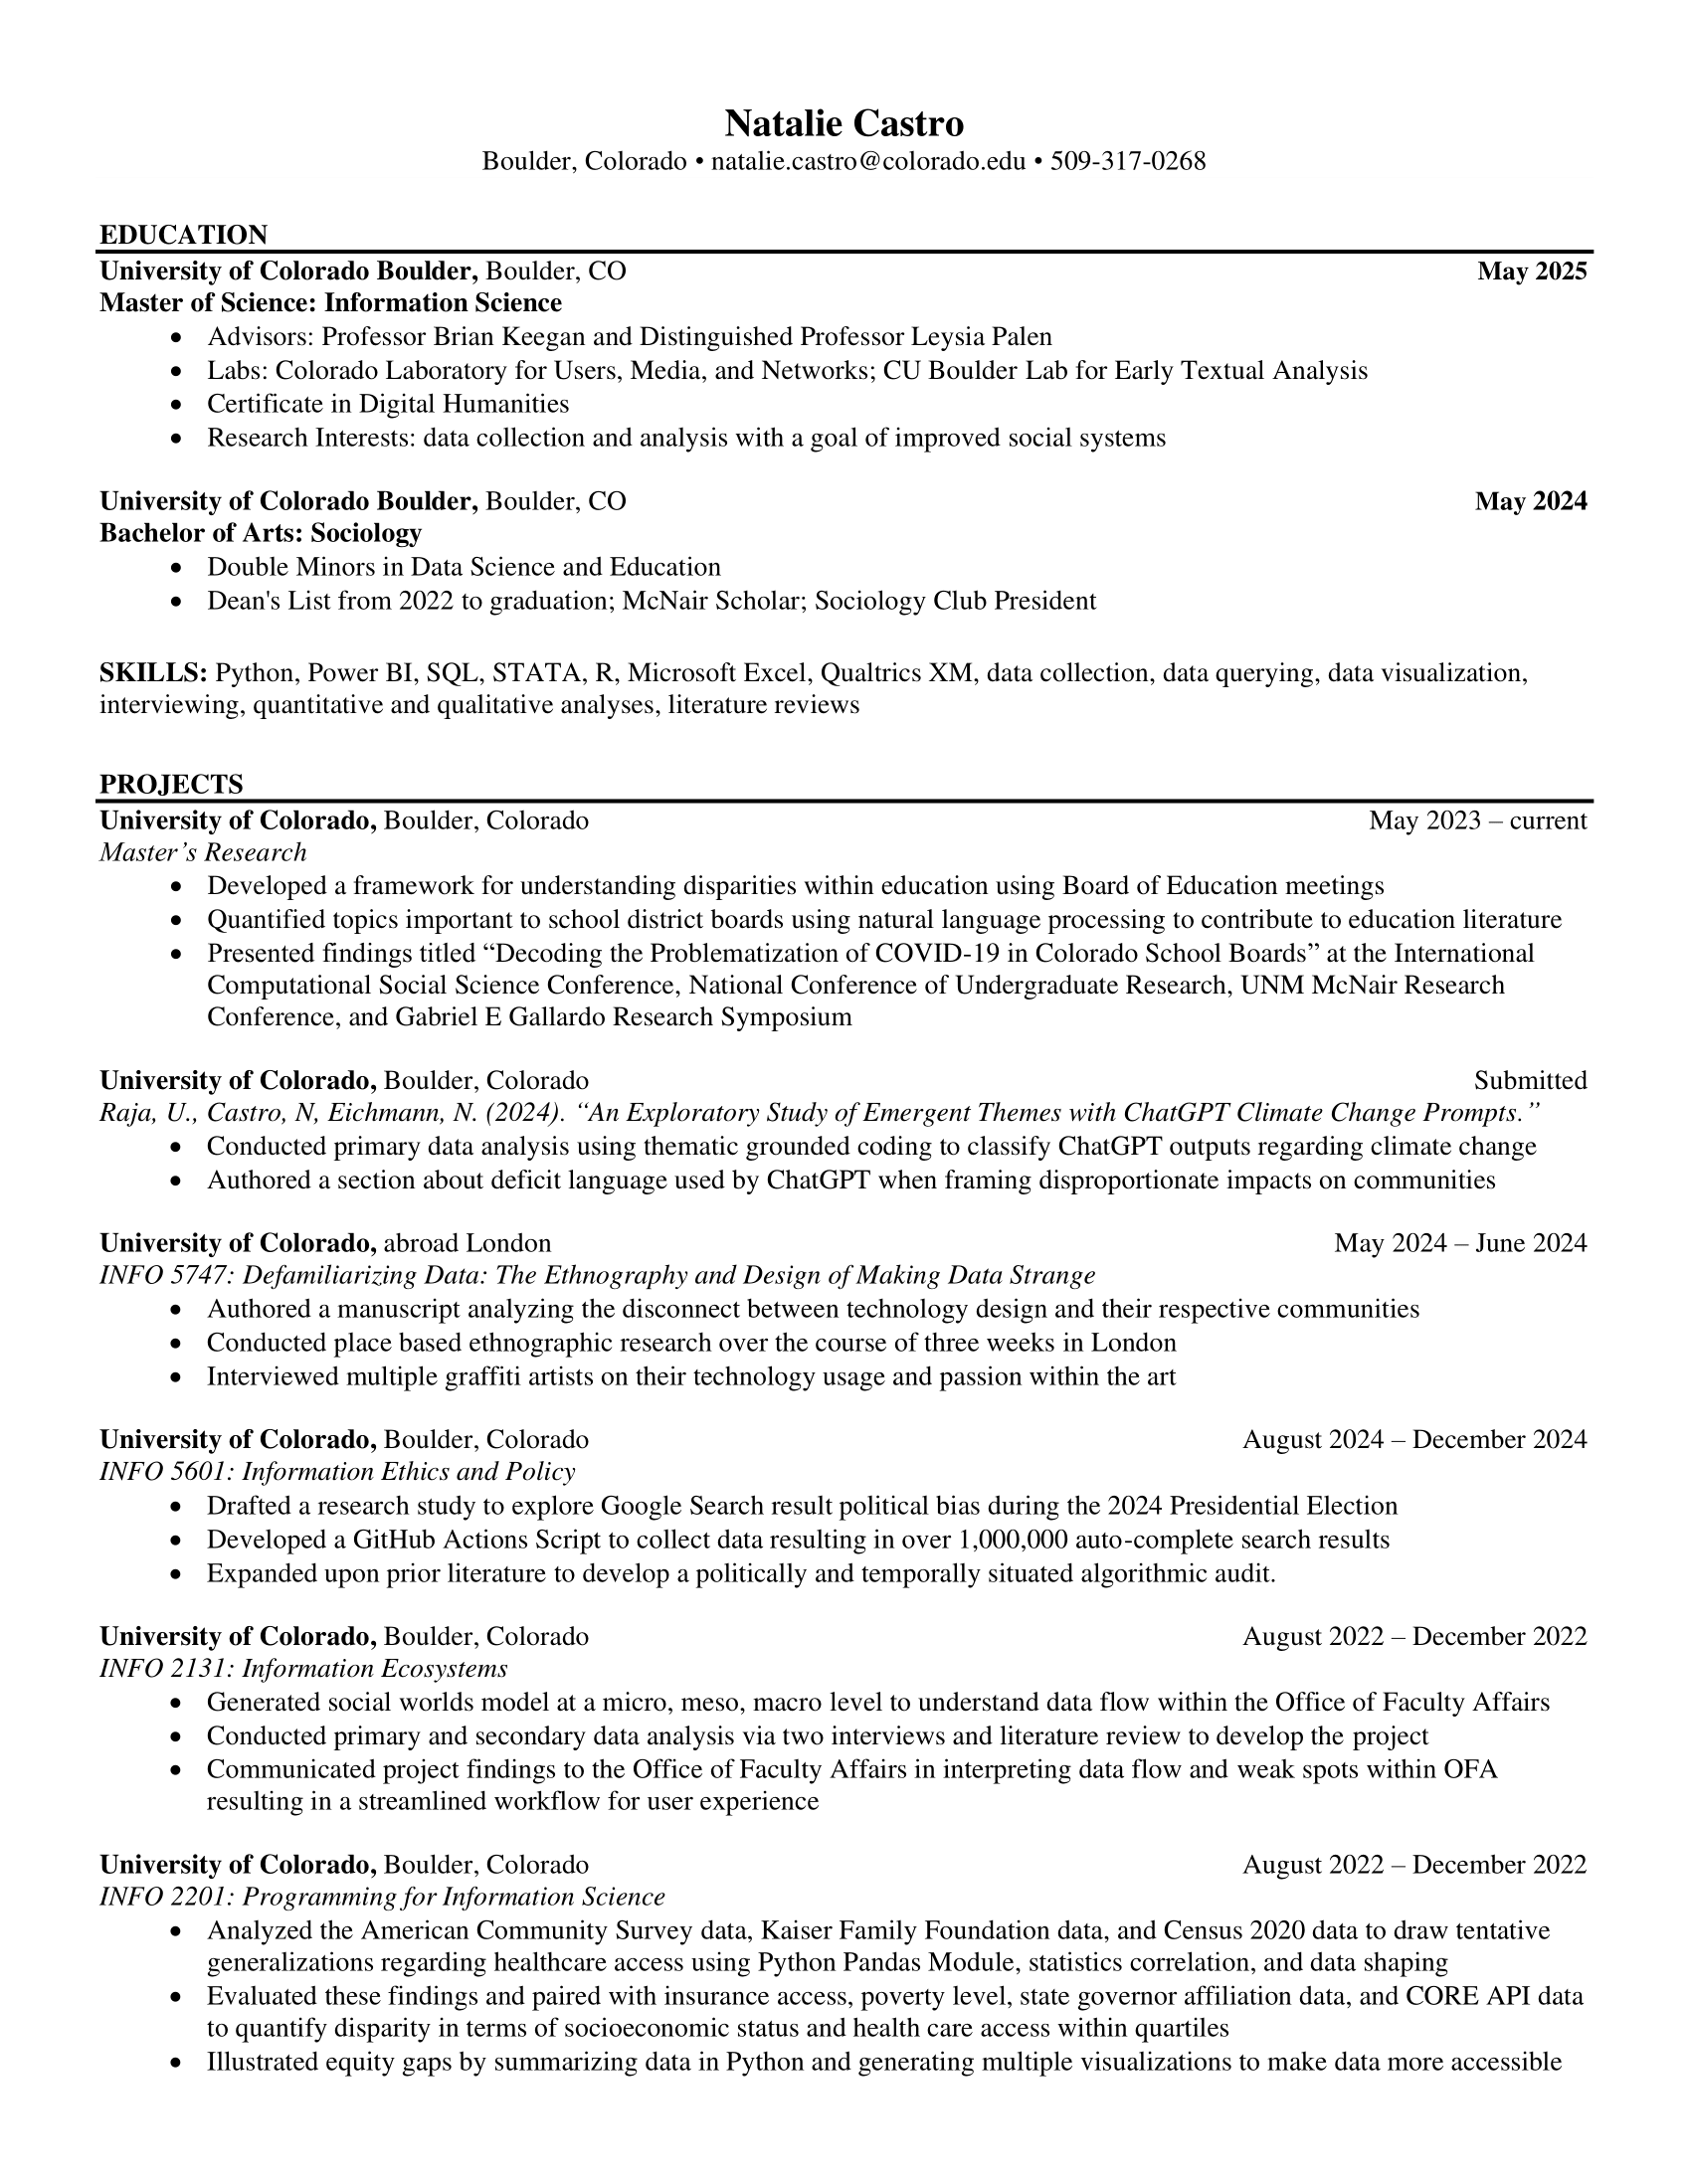 Natalie Castro
Boulder, Colorado • natalie.castro@colorado.edu • 509-317-0268
EDUCATION
University of Colorado Boulder, Boulder, CO May 2025
Master of Science: Information Science
• Advisors: Professor Brian Keegan and Distinguished Professor Leysia Palen
• Labs: Colorado Laboratory for Users, Media, and Networks; CU Boulder Lab for Early Textual Analysis
• Certificate in Digital Humanities
• Research Interests: data collection and analysis with a goal of improved social systems
University of Colorado Boulder, Boulder, CO May 2024
Bachelor of Arts: Sociology
• Double Minors in Data Science and Education
• Dean's List from 2022 to graduation; McNair Scholar; Sociology Club President
SKILLS: Python, Power BI, SQL, STATA, R, Microsoft Excel, Qualtrics XM, data collection, data querying, data visualization,
interviewing, quantitative and qualitative analyses, literature reviews
PROJECTS
University of Colorado, Boulder, Colorado May 2023 – current
Master’s Research
• Developed a framework for understanding disparities within education using Board of Education meetings
• Quantified topics important to school district boards using natural language processing to contribute to education literature
• Presented findings titled “Decoding the Problematization of COVID-19 in Colorado School Boards” at the International
Computational Social Science Conference, National Conference of Undergraduate Research, UNM McNair Research
Conference, and Gabriel E Gallardo Research Symposium
University of Colorado, Boulder, Colorado Submitted
Raja, U., Castro, N, Eichmann, N. (2024). “An Exploratory Study of Emergent Themes with ChatGPT Climate Change Prompts.”
• Conducted primary data analysis using thematic grounded coding to classify ChatGPT outputs regarding climate change
• Authored a section about deficit language used by ChatGPT when framing disproportionate impacts on communities
University of Colorado, abroad London May 2024 – June 2024
INFO 5747: Defamiliarizing Data: The Ethnography and Design of Making Data Strange
• Authored a manuscript analyzing the disconnect between technology design and their respective communities
• Conducted place based ethnographic research over the course of three weeks in London
• Interviewed multiple graffiti artists on their technology usage and passion within the art
University of Colorado, Boulder, Colorado August 2024 – December 2024
INFO 5601: Information Ethics and Policy
• Drafted a research study to explore Google Search result political bias during the 2024 Presidential Election
• Developed a GitHub Actions Script to collect data resulting in over 1,000,000 auto-complete search results
• Expanded upon prior literature to develop a politically and temporally situated algorithmic audit.
University of Colorado, Boulder, Colorado August 2022 – December 2022
INFO 2131: Information Ecosystems
• Generated social worlds model at a micro, meso, macro level to understand data flow within the Office of Faculty Affairs
• Conducted primary and secondary data analysis via two interviews and literature review to develop the project
• Communicated project findings to the Office of Faculty Affairs in interpreting data flow and weak spots within OFA
resulting in a streamlined workflow for user experience
University of Colorado, Boulder, Colorado August 2022 – December 2022
INFO 2201: Programming for Information Science
• Analyzed the American Community Survey data, Kaiser Family Foundation data, and Census 2020 data to draw tentative
generalizations regarding healthcare access using Python Pandas Module, statistics correlation, and data shaping
• Evaluated these findings and paired with insurance access, poverty level, state governor affiliation data, and CORE API data
to quantify disparity in terms of socioeconomic status and health care access within quartiles
• Illustrated equity gaps by summarizing data in Python and generating multiple visualizations to make data more accessible